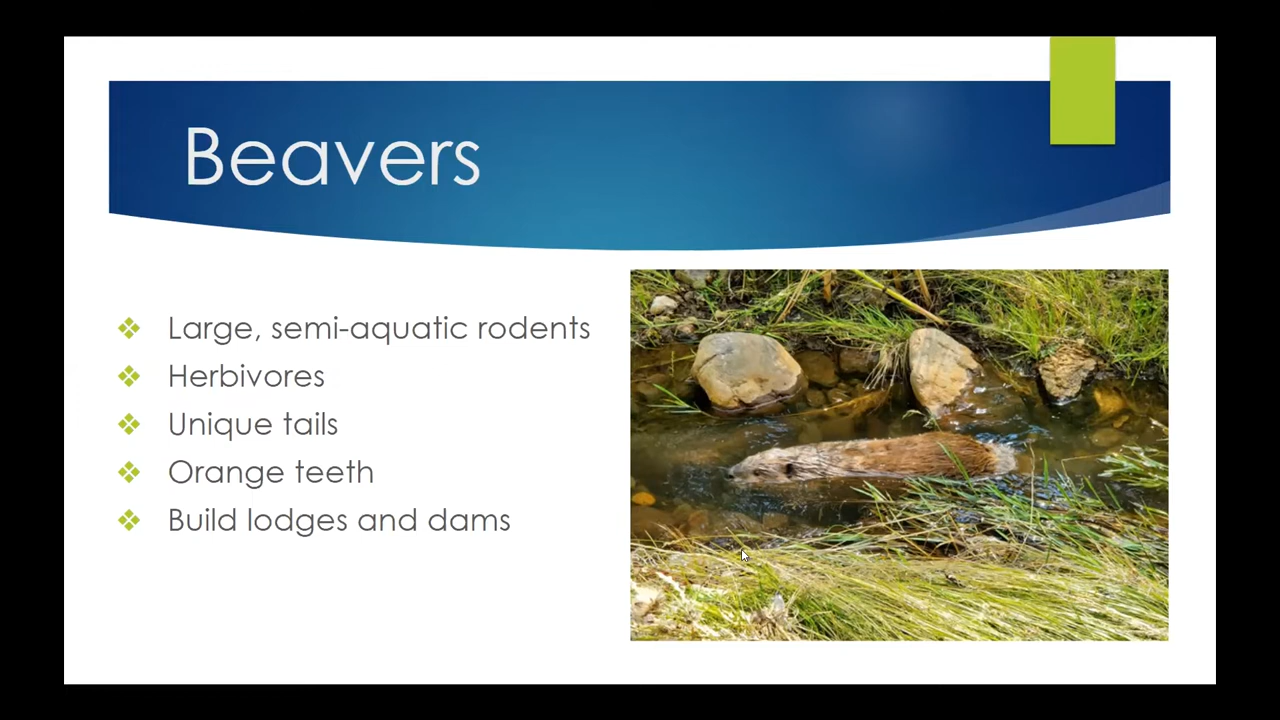 Beavers
Large, semi-aquatic rodents
Herbivores
Unique tails
Orange teeth
Build lodges and dams